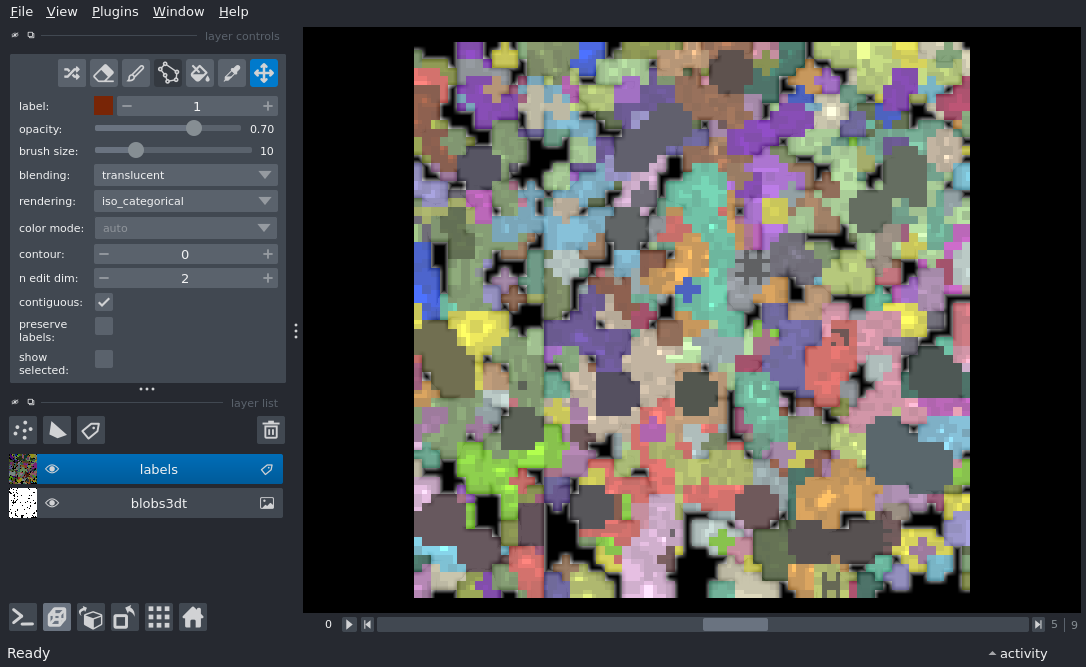 File View Plugins Window Help
layer controls
label: 1
opacity: 0.70
brush size: 10
blending: translucent
rendering: iso_categorical
color mode: auto
contour: 0
n edit dim: 2
contiguous:
preserve
labels:
show
selected:
layer list
labels
blobs3dt
0 5 9
Ready activity